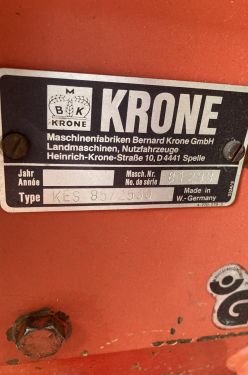 M
BK
KRONE
KRONE
Maschinenfabriken Bernard Krone GmbH
Landmaschinen, Nutzfahrzeuge
Heinrich-Krone-Straße 10, D 4441 Spelle
Jahr
Année
Masch. Nr.
No. de série
Type
Made in
W.-Germany